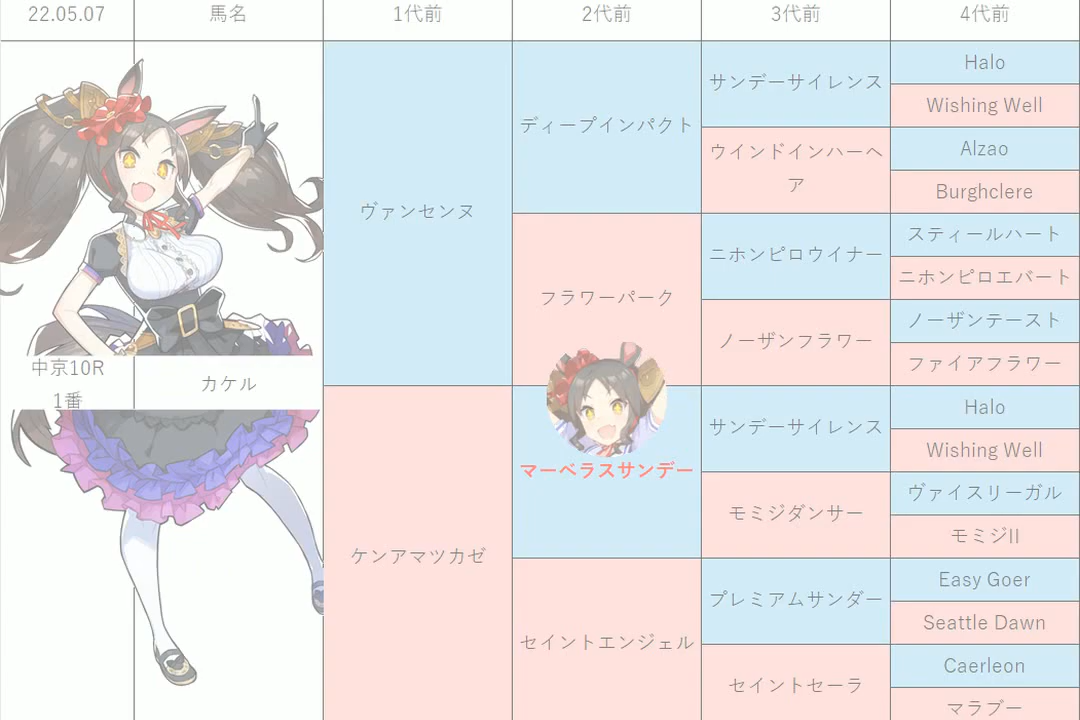 22.05.07
馬名
1代前
2代前
3代前
4代前
中京10R
1番
カケル
ヴァンセンヌ
ケンアマツカゼ
ディープインパクト
フラワーパーク
マーベラスサンデー
セイントエンジェル
サンデーサイレンス
ウインドインハーヘ
ア
ニホンピロウイナー
ノーザンフラワー
サンデーサイレンス
モミジダンサー
プレミアムサンダー
セイントセーラ
Halo
Wishing Well
Alzao
Burghclere
スティールハート
ニホンピロエバート
ノーザンテースト
ファイアフラワー
Halo
Wishing Well
ヴァイスリーガル
モミジII
Easy Goer
Seattle Dawn
Caerleon
マラブー